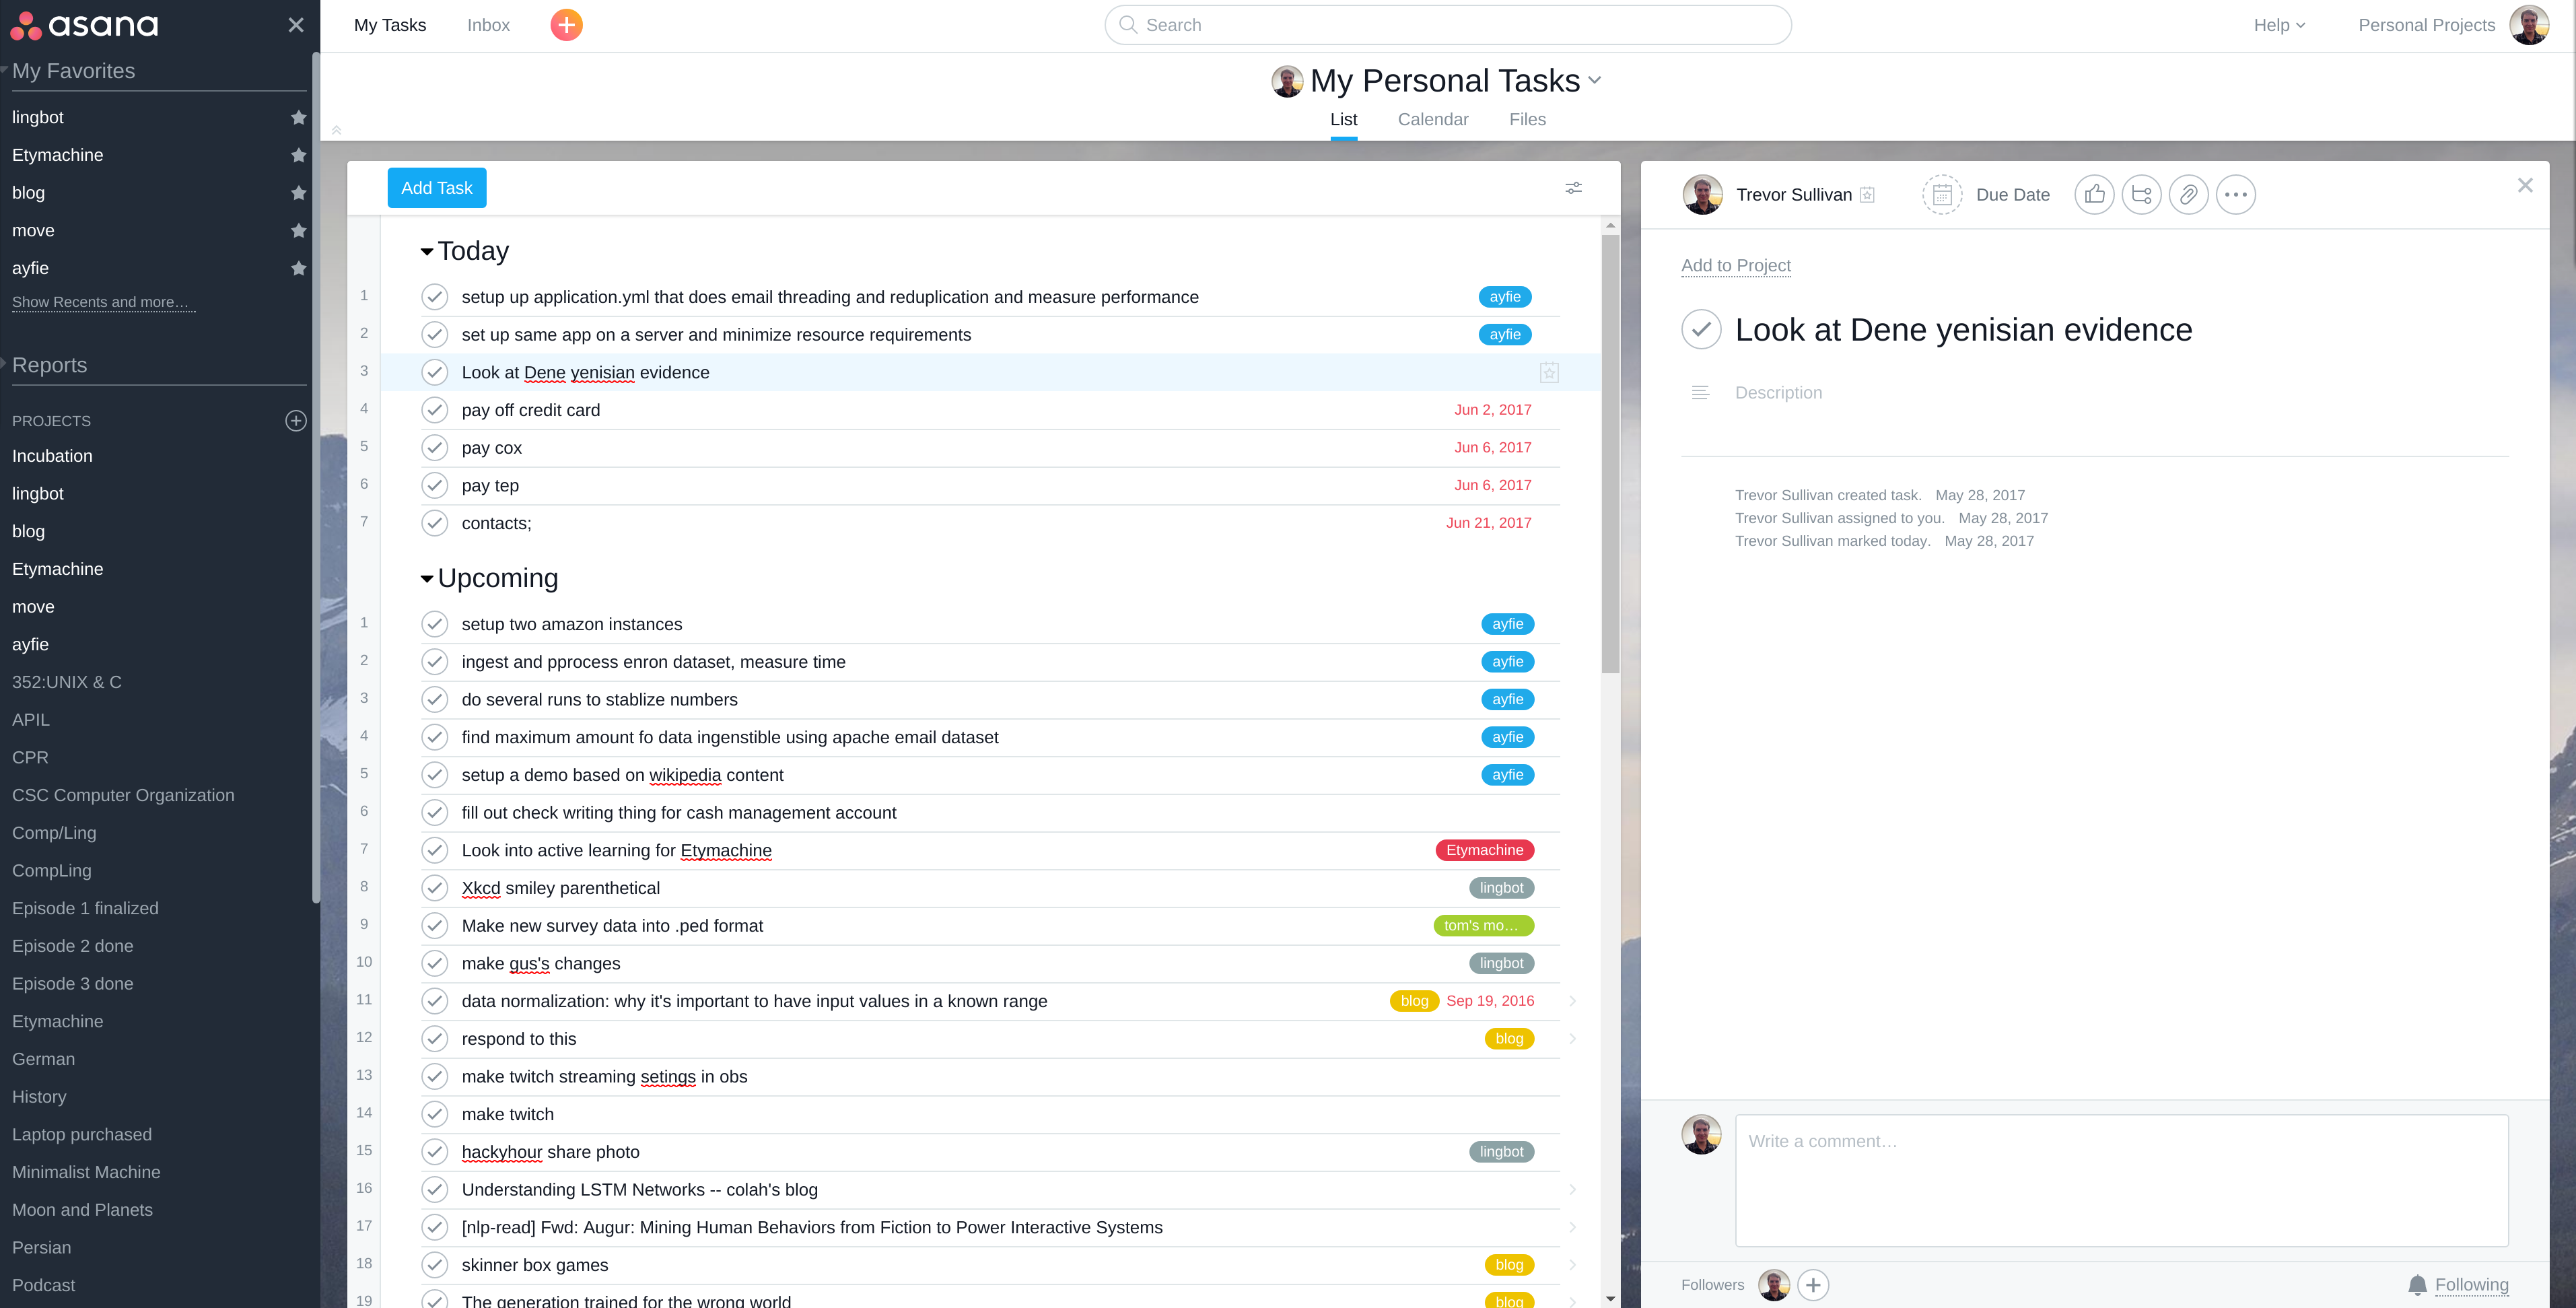 asana
My Favorites
lingbot
Etymachine
blog
move
ayfie
Show Recents and more…
Reports
PROJECTS
Incubation
lingbot
blog
Etymachine
move
ayfie
352:UNIX & C
APIL
CPR
CSC Computer Organization
Comp/Ling
CompLing
Episode 1 finalized
Episode 2 done
Episode 3 done
Etymachine
German
History
Laptop purchased
Minimalist Machine
Moon and Planets
Persian
Podcast
My Tasks Inbox Search Help Personal Projects
My Personal Tasks
List Calendar Files
Add Task
Today
1 setup up application.yml that does email threading and reduplication and measure performance ayfie
2 set up same app on a server and minimize resource requirements ayfie
3 Look at Dene yenisian evidence
4 pay off credit card Jun 2, 2017
5 pay cox Jun 6, 2017
6 pay tep Jun 6, 2017
7 contacts; Jun 21, 2017
Upcoming
1 setup two amazon instances ayfie
2 ingest and pprocess enron dataset, measure time ayfie
3 do several runs to stablize numbers ayfie
4 find maximum amount fo data ingenstible using apache email dataset ayfie
5 setup a demo based on wikipedia content ayfie
6 fill out check writing thing for cash management account
7 Look into active learning for Etymachine Etymachine
8 Xkcd smiley parenthetical lingbot
9 Make new survey data into .ped format tom's mo…
10 make gus's changes lingbot
11 data normalization: why it's important to have input values in a known range blog Sep 19, 2016
12 respond to this blog
13 make twitch streaming setings in obs
14 make twitch
15 hackyhour share photo lingbot
16 Understanding LSTM Networks -- colah's blog
17 [nlp-read] Fwd: Augur: Mining Human Behaviors from Fiction to Power Interactive Systems
18 skinner box games blog
19 The generation trained for the wrong world blog
Trevor Sullivan Due Date
Add to Project
Look at Dene yenisian evidence
Description
Trevor Sullivan created task. May 28, 2017
Trevor Sullivan assigned to you. May 28, 2017
Trevor Sullivan marked today. May 28, 2017
Write a comment…
Followers Following